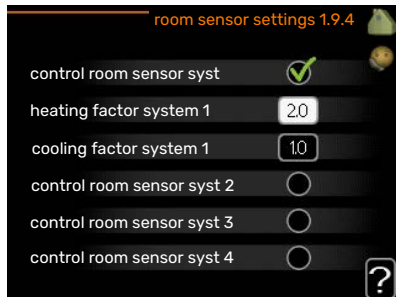 room sensor settings 1.9.4
control room sensor syst
heating factor system 1 2.0
cooling factor system 1 1.0
control room sensor syst 2
control room sensor syst 3
control room sensor syst 4
?